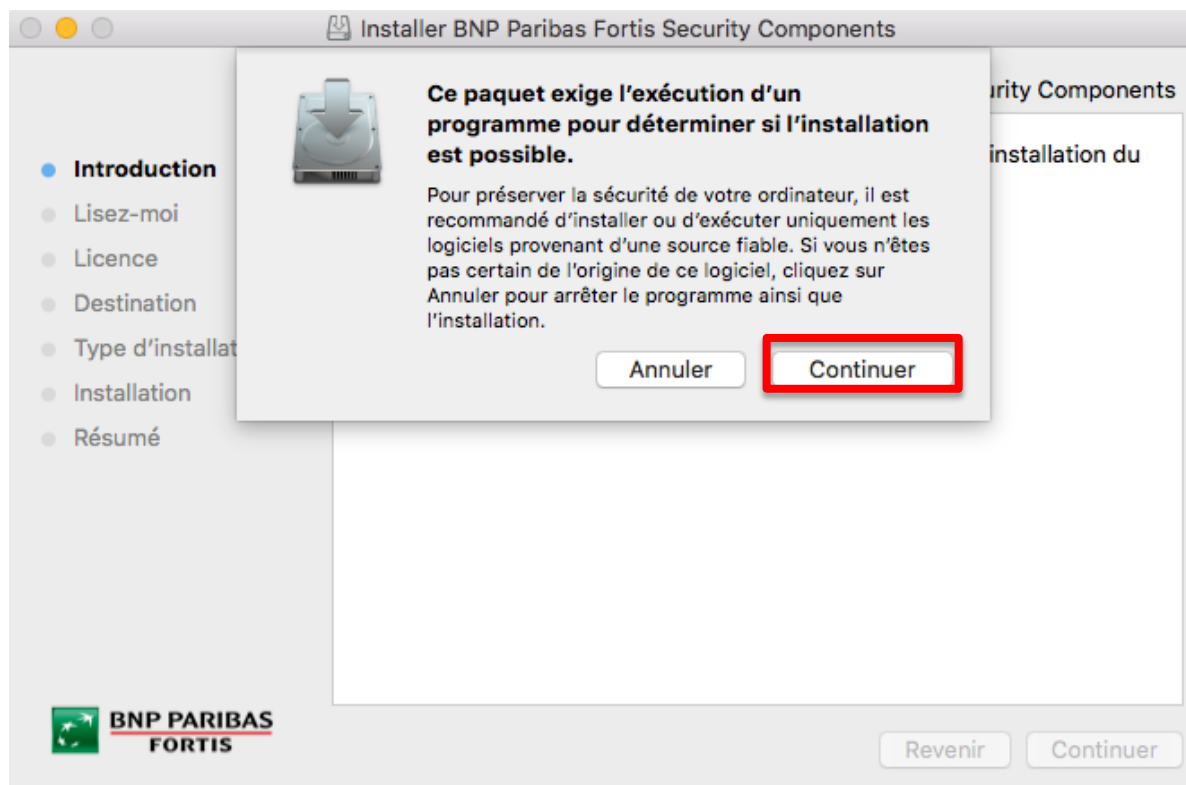 Installer BNP Paribas Fortis Security Components
Ce paquet exige l’exécution d’un
programme pour déterminer si l’installation
est possible.
Pour préserver la sécurité de votre ordinateur, il est
recommandé d’installer ou d’exécuter uniquement les
logiciels provenant d’une source fiable. Si vous n’êtes
pas certain de l’origine de ce logiciel, cliquez sur
Annuler pour arrêter le programme ainsi que
l’installation.
Annuler
Continuer
Components
installation du
Introduction
Lisez-moi
Licence
Destination
Type d’installat
Installation
Résumé
BNP PARIBAS
FORTIS
Revenir
Continuer